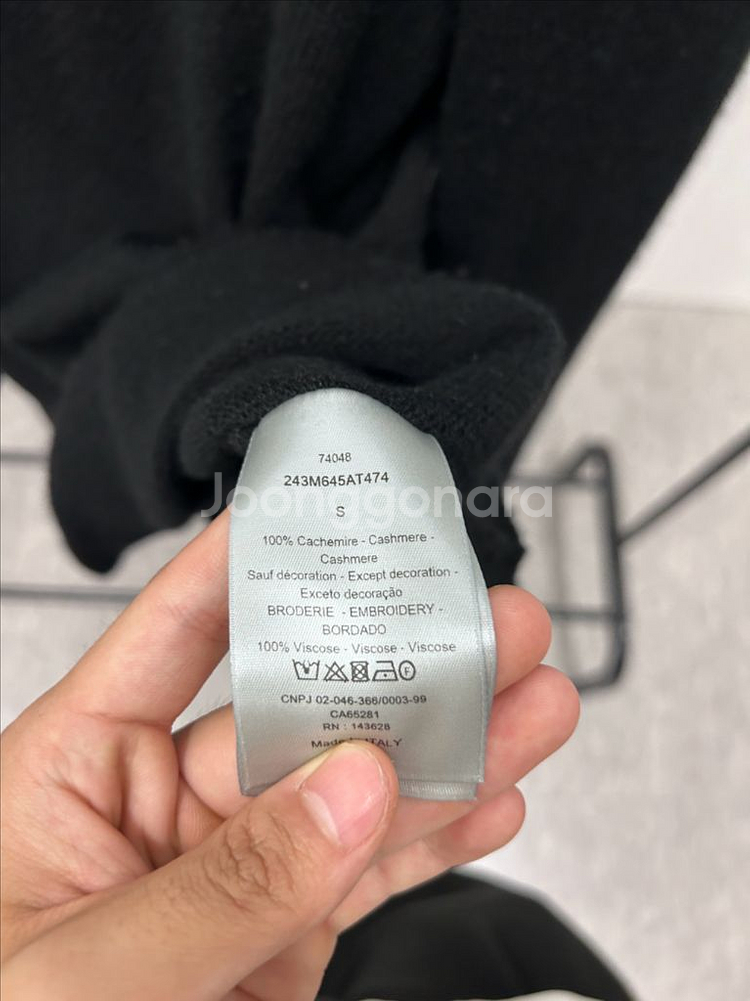 74048
243M645AT474
Joonggonara
S
100% Cachemire - Cashmere -
Cashmere
Sauf décoration - Except decoration -
Exceto decoração
BRODERIE - EMBROIDERY -
BORDADO
100% Viscose - Viscose - Viscose
F
CNPJ 02-046-366/0003-99
CA65281
RN : 143628
Made ITALY